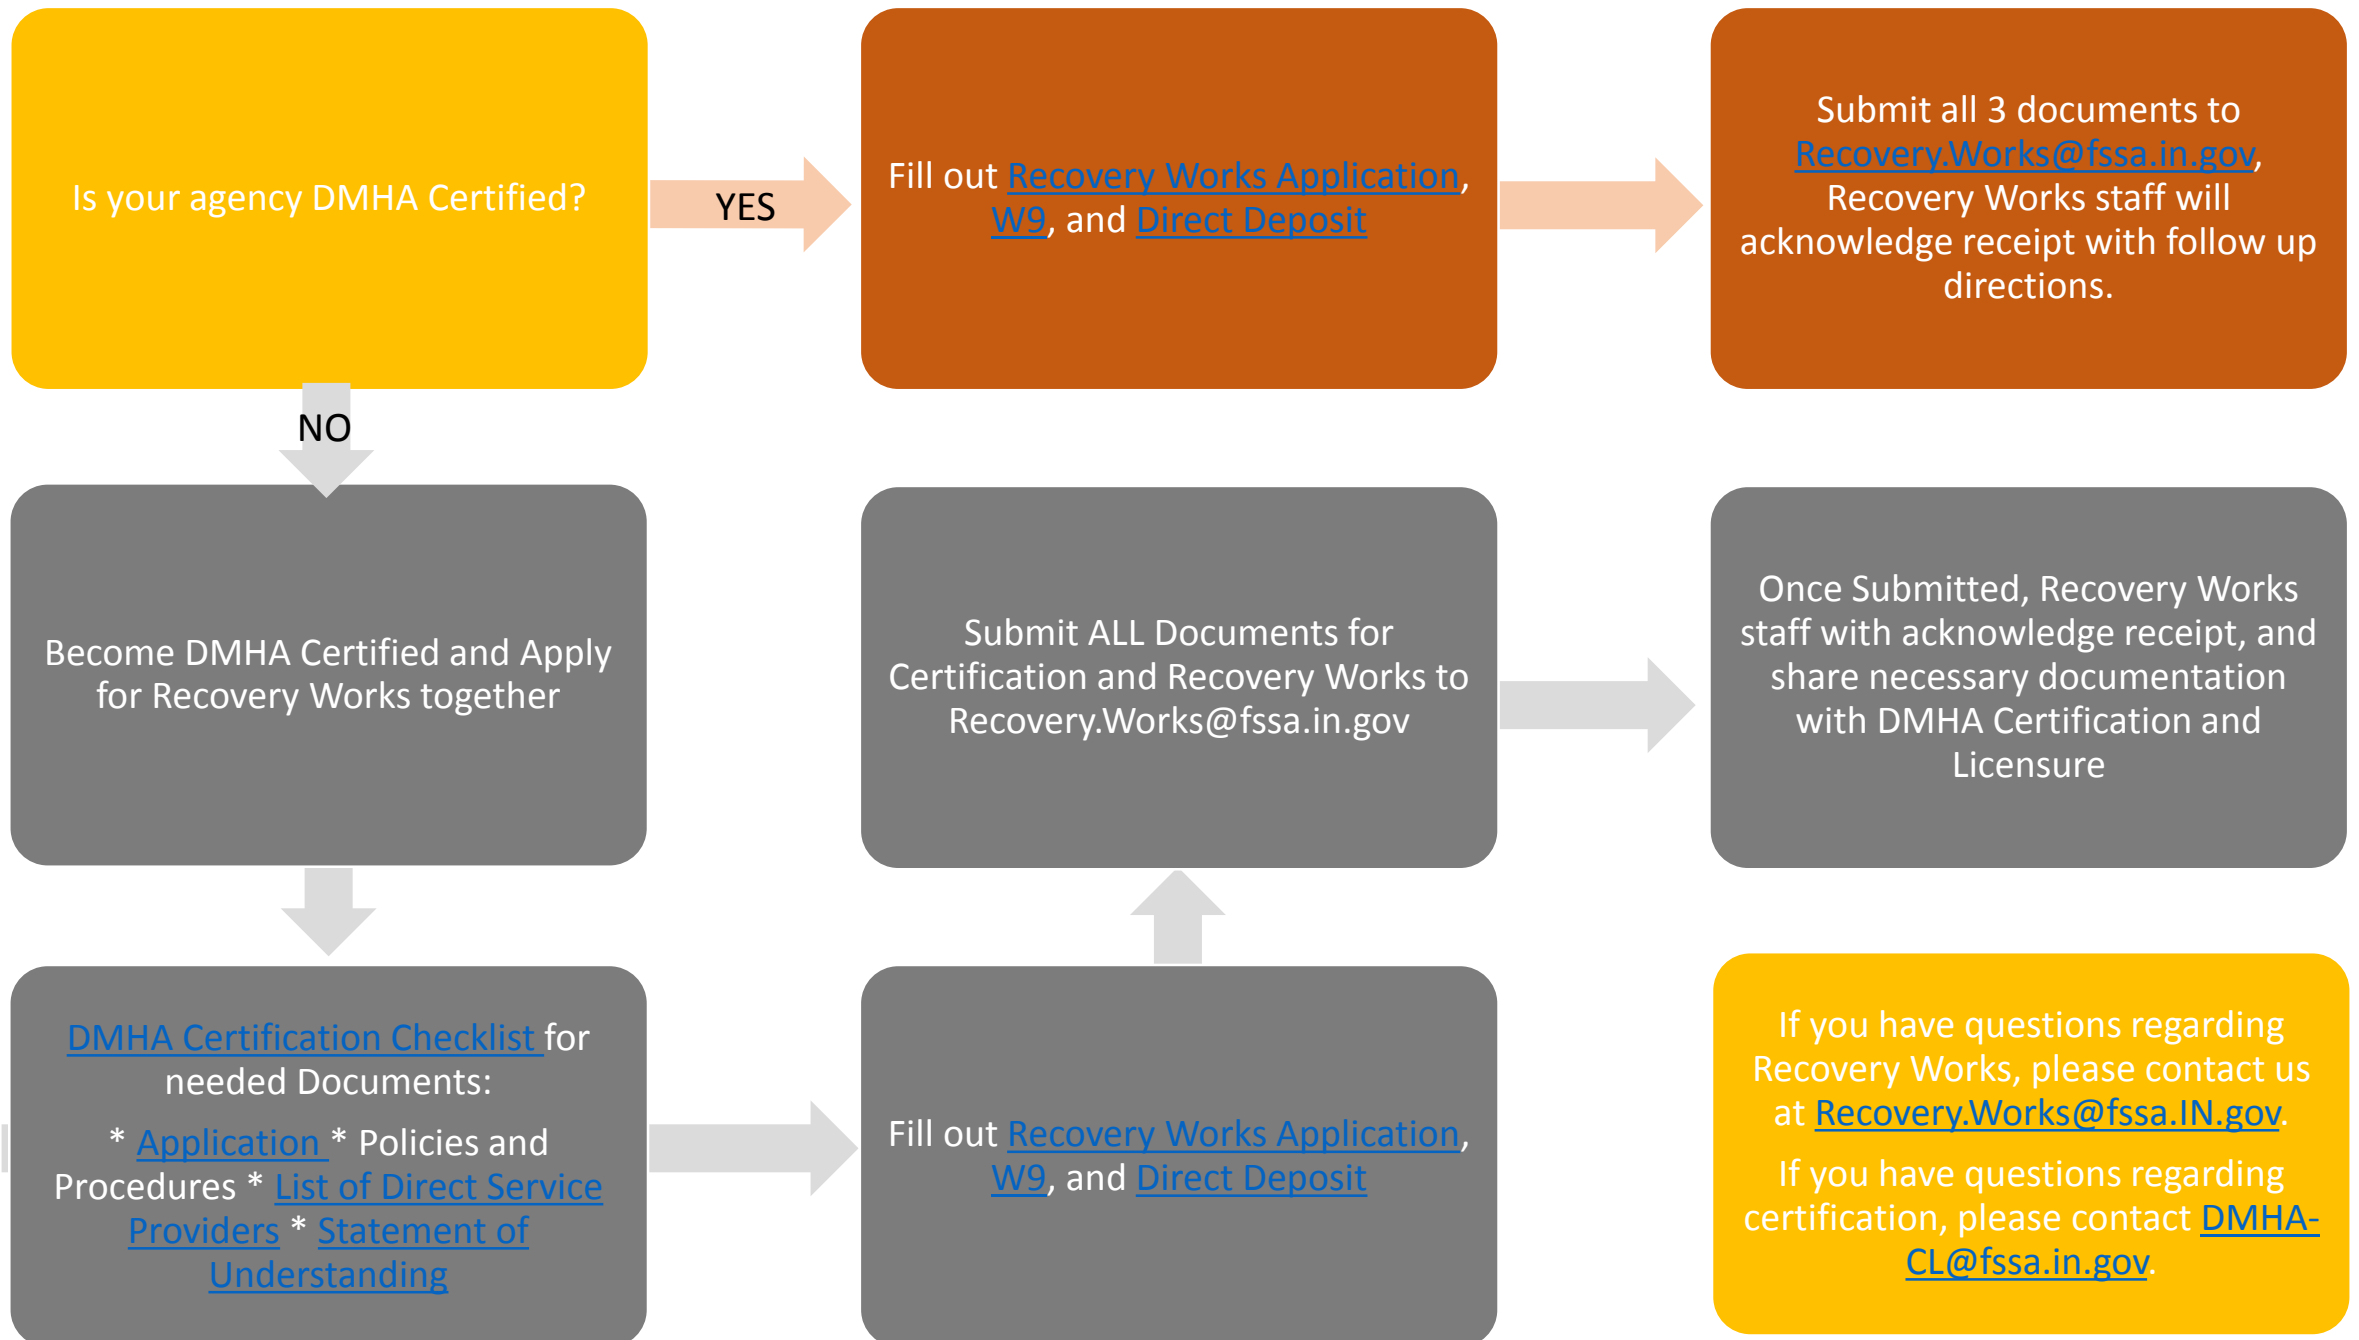 Is your agency DMHA Certified?
YES
Fill out Recovery Works Application,
W9, and Direct Deposit
Submit all 3 documents to
Recovery.Works@fssa.in.gov,
Recovery Works staff will
acknowledge receipt with follow up
directions.
NO
Become DMHA Certified and Apply
for Recovery Works together
Submit ALL Documents for
Certification and Recovery Works to
Recovery.Works@fssa.in.gov
Once Submitted, Recovery Works
staff with acknowledge receipt, and
share necessary documentation
with DMHA Certification and
Licensure
DMHA Certification Checklist for
needed Documents:
* Application * Policies and
Procedures * List of Direct Service
Providers * Statement of
Understanding
Fill out Recovery Works Application,
W9, and Direct Deposit
If you have questions regarding
Recovery Works, please contact us
at Recovery.Works@fssa.IN.gov.
If you have questions regarding
certification, please contact DMHA-
CL@fssa.in.gov.